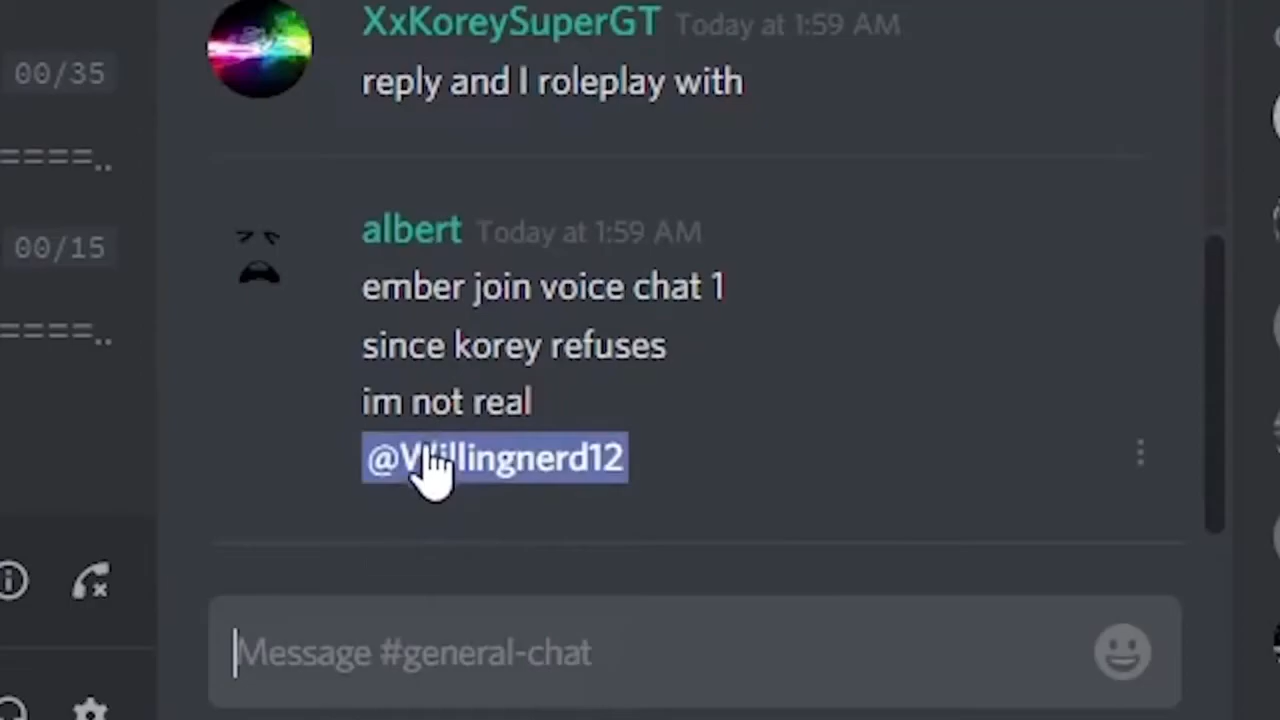 XxKoreySuperGT Today at 1:59 AM
00/35
reply and I roleplay with
====..
albert Today at 1:59 AM
00/15
ember join voice chat 1
since korey refuses
====..
im not real
@Willingnerd12
Message #general-chat